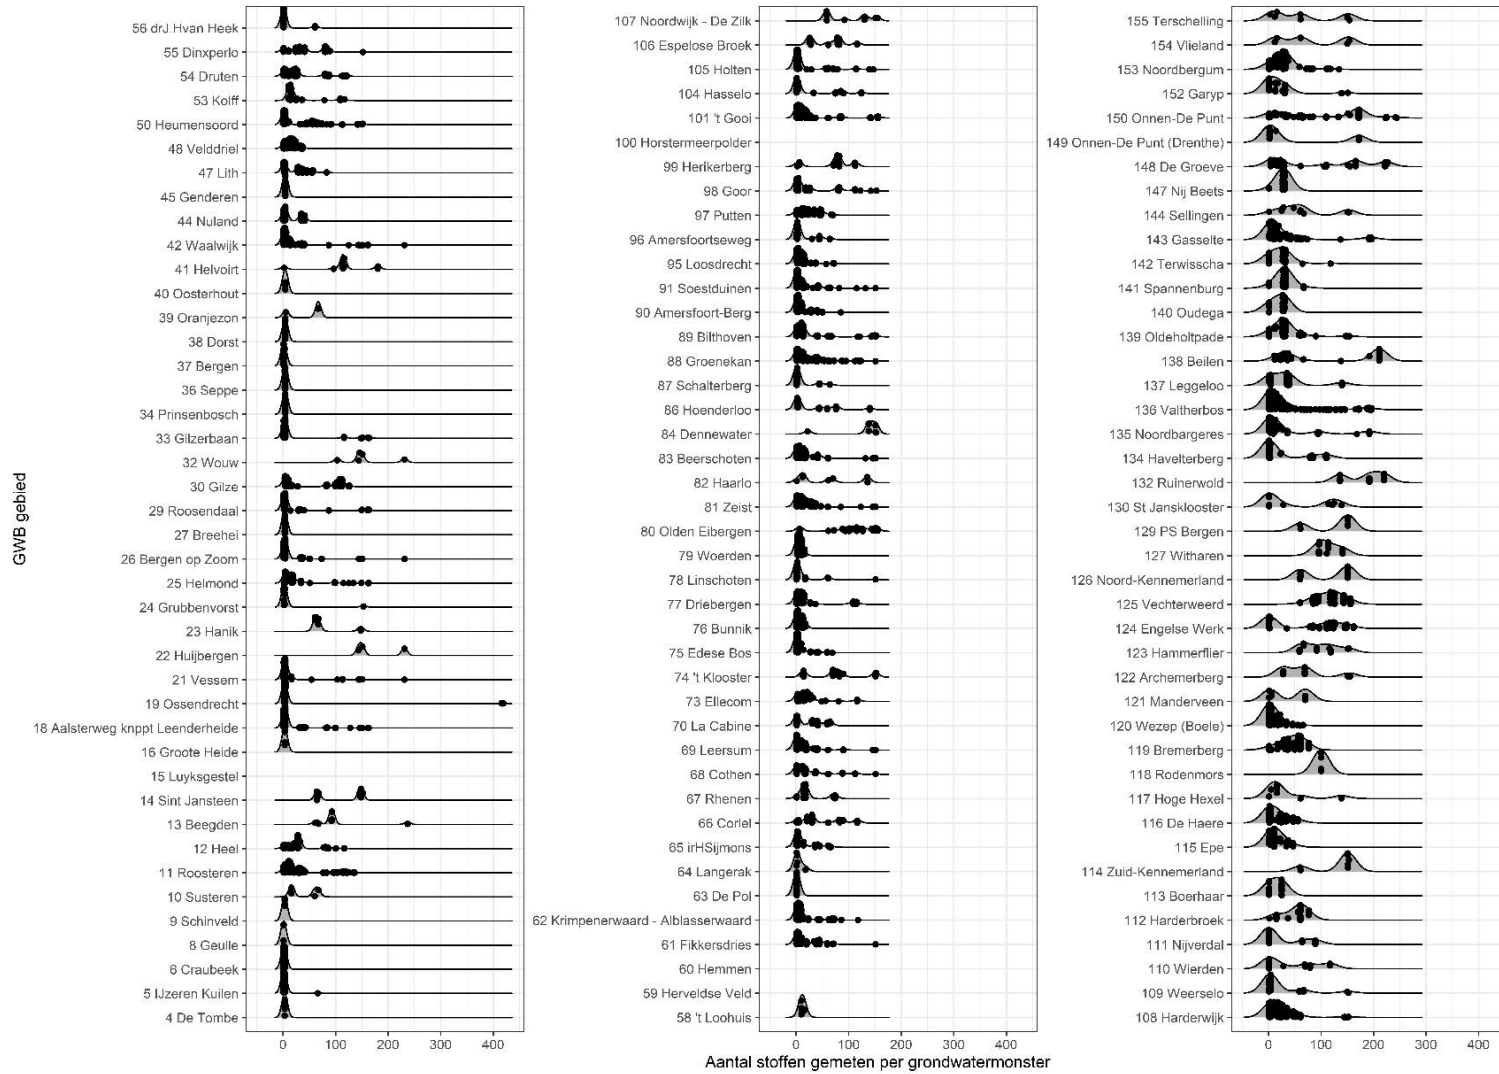 GWB gebied
56 drJ.Hvan Heek
55 Dinxperlo
54 Druten
53 Kolff
50 Heumensoord
48 Velddriel
47 Lith
45 Genderen
44 Nuland
42 Waalwijk
41 Helvoirt
40 Oosterhout
39 Oranjezon
38 Dorst
37 Bergen
36 Seppe
34 Prinsenbosch
33 Gilzerbaan
32 Wouw
30 Gilze
29 Roosendaal
27 Breehei
26 Bergen op Zoom
25 Helmond
24 Grubbenvorst
23 Hanik
22 Huijbergen
21 Vessem
19 Ossendrecht
18 Aalsterweg knppt Leenderheide
16 Groote Heide
15 Luyksgestel
14 Sint Jansteen
13 Beegden
12 Heel
11 Roosteren
10 Susteren
9 Schinveld
8 Geulle
6 Craubeek
5 IJzeren Kuilen
4 De Tombe
0 100 200 300 400
107 Noordwijk - De Zilk
106 Espelose Broek
105 Holten
104 Hasselo
101 't Gooi
100 Horstermeerpolder
99 Herikerberg
98 Goor
97 Putten
96 Amersfoortseweg
95 Loosdrecht
91 Soestduinen
90 Amersfoort-Berg
89 Bilthoven
88 Groenekan
87 Schalterberg
86 Hoenderloo
84 Dennewater
83 Beerschoten
82 Haarlo
81 Zeist
80 Olden Eibergen
79 Woerden
78 Linschoten
77 Driebergen
76 Bunnik
75 Edese Bos
74 't Klooster
73 Ellecom
70 La Cabine
69 Leersum
68 Cothen
67 Rhenen
66 Corlel
65 irHSijmons
64 Langerak
63 De Pol
62 Krimpenerwaard - Alblasserwaard
61 Fikkersdries
60 Hemmen
59 Herveldse Veld
58 't Loohuis
0 100 200 300 400
155 Terschelling
154 Vlieland
153 Noordbergum
152 Garyp
150 Onnen-De Punt
149 Onnen-De Punt (Drenthe)
148 De Groeve
147 Nij Beets
144 Sellingen
143 Gasselte
142 Terwisscha
141 Spannenburg
140 Oudega
139 Oldeholtpade
138 Beilen
137 Leggeloo
136 Valtherbos
135 Noordbargeres
134 Havelterberg
132 Ruinerwold
130 St Jansklooster
129 PS Bergen
127 Witharen
126 Noord-Kennemerland
125 Vechterweerd
124 Engelse Werk
123 Hammerflier
122 Archemerberg
121 Manderveen
120 Wezep (Boele)
119 Bremerberg
118 Rodenmors
117 Hoge Hexel
116 De Haere
115 Epe
114 Zuid-Kennemerland
113 Boerhaar
112 Harderbroek
111 Nijverdal
110 Wierden
109 Weerselo
108 Harderwijk
0 100 200 300 400
Aantal stoffen gemeten per grondwatermonster